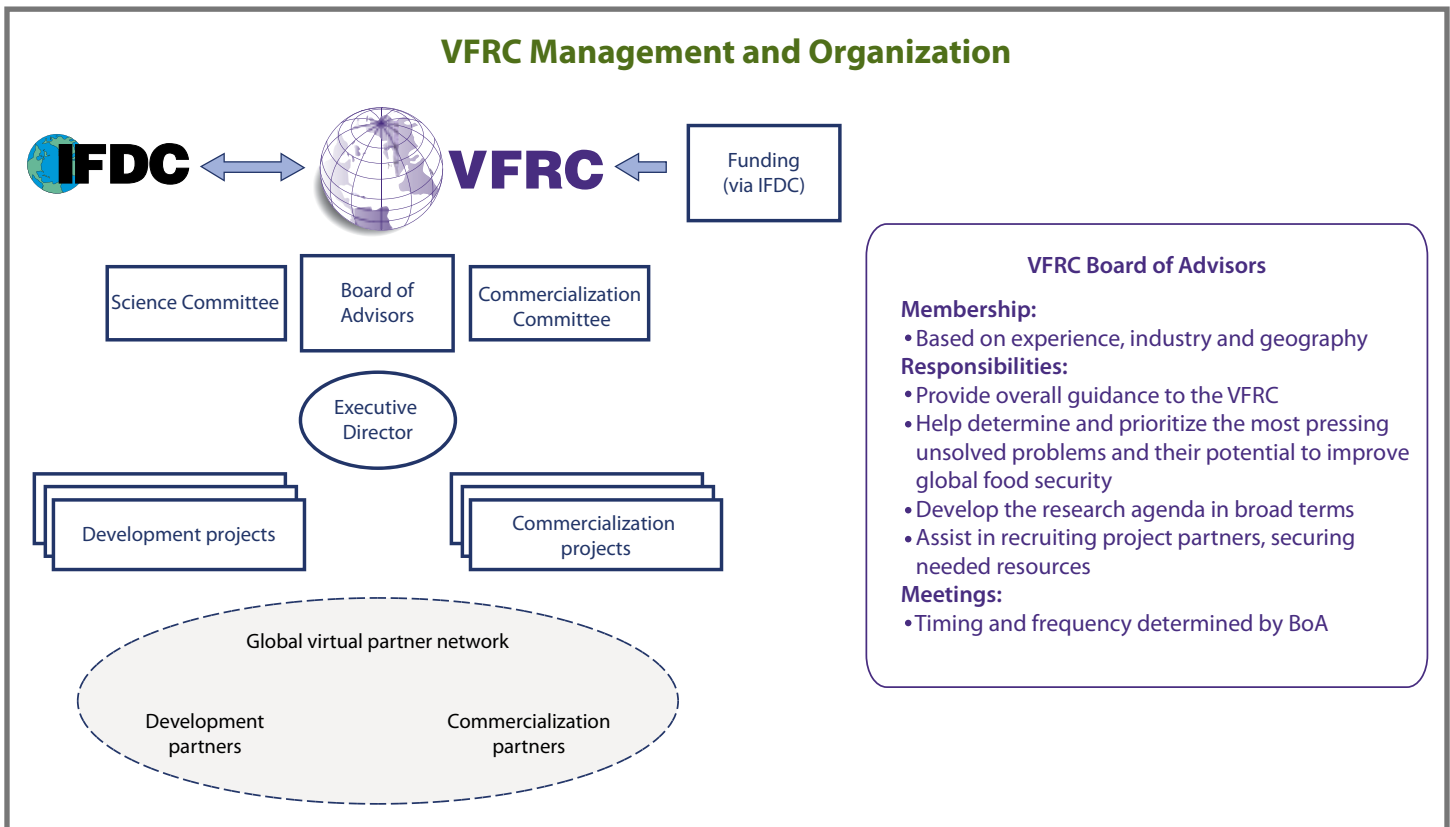 VFRC Management and Organization
IFDC
VFRC
Funding
(via IFDC)
Science Committee
Board of
Advisors
Commercialization
Committee
Executive
Director
Development projects
Commercialization
projects
Global virtual partner network
Development
partners
Commercialization
partners
VFRC Board of Advisors
Membership:
• Based on experience, industry and geography
Responsibilities:
• Provide overall guidance to the VFRC
• Help determine and prioritize the most pressing
unsolved problems and their potential to improve
global food security
• Develop the research agenda in broad terms
• Assist in recruiting project partners, securing
needed resources
Meetings:
• Timing and frequency determined by BoA